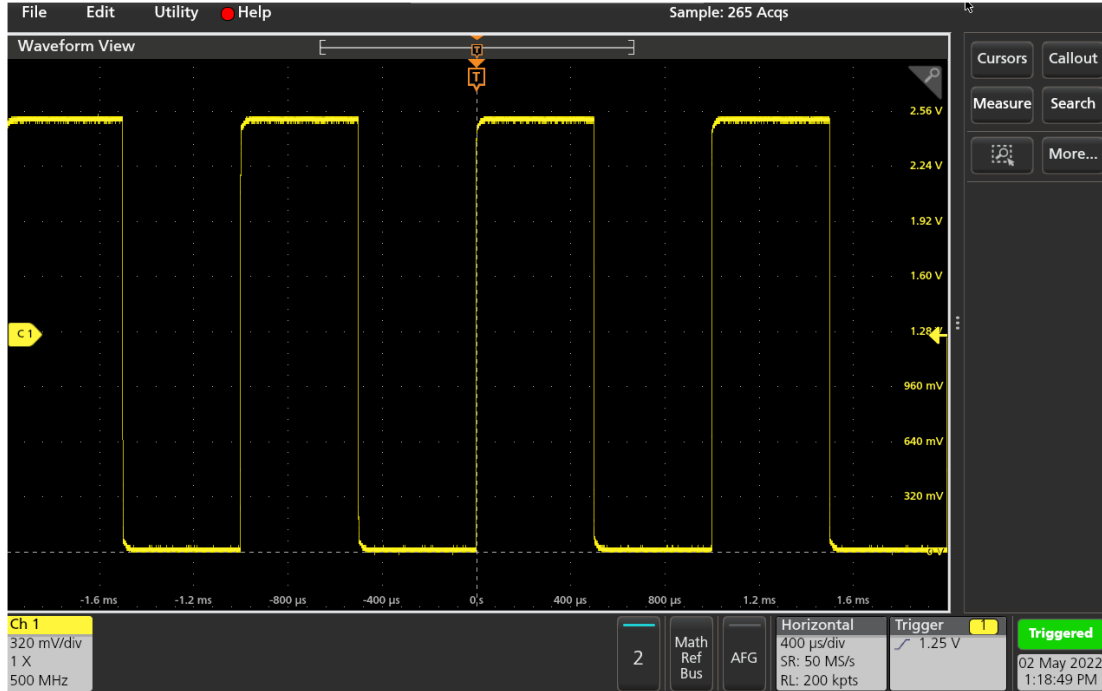 File Edit Utility Help Sample: 265 Acqs
Waveform View
T
T
Cursors Callout
Measure Search
More...
2.56 V
2.24 V
1.92 V
1.60 V
C 1
1.28 V
960 mV
640 mV
320 mV
0 V
-1.6 ms -1.2 ms -800 µs -400 µs 0 s 400 µs 800 µs 1.2 ms 1.6 ms
Ch 1
320 mV/div
1 X
500 MHz
2
Math
Ref
Bus
AFG
Horizontal
400 µs/div
SR: 50 MS/s
RL: 200 kpts
Trigger 1
1.25 V
Triggered
02 May 2022
1:18:49 PM